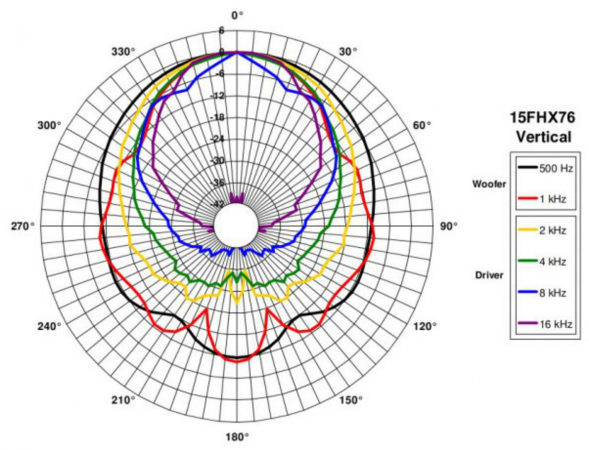 0°
330°
30°
6
0
-6
-12
-18
-24
-30
-36
-42
300°
60°
270°
90°
240°
120°
210°
150°
180°
15FHX76
Vertical
Woofer
500 Hz
1 kHz
Driver
2 kHz
4 kHz
8 kHz
16 kHz